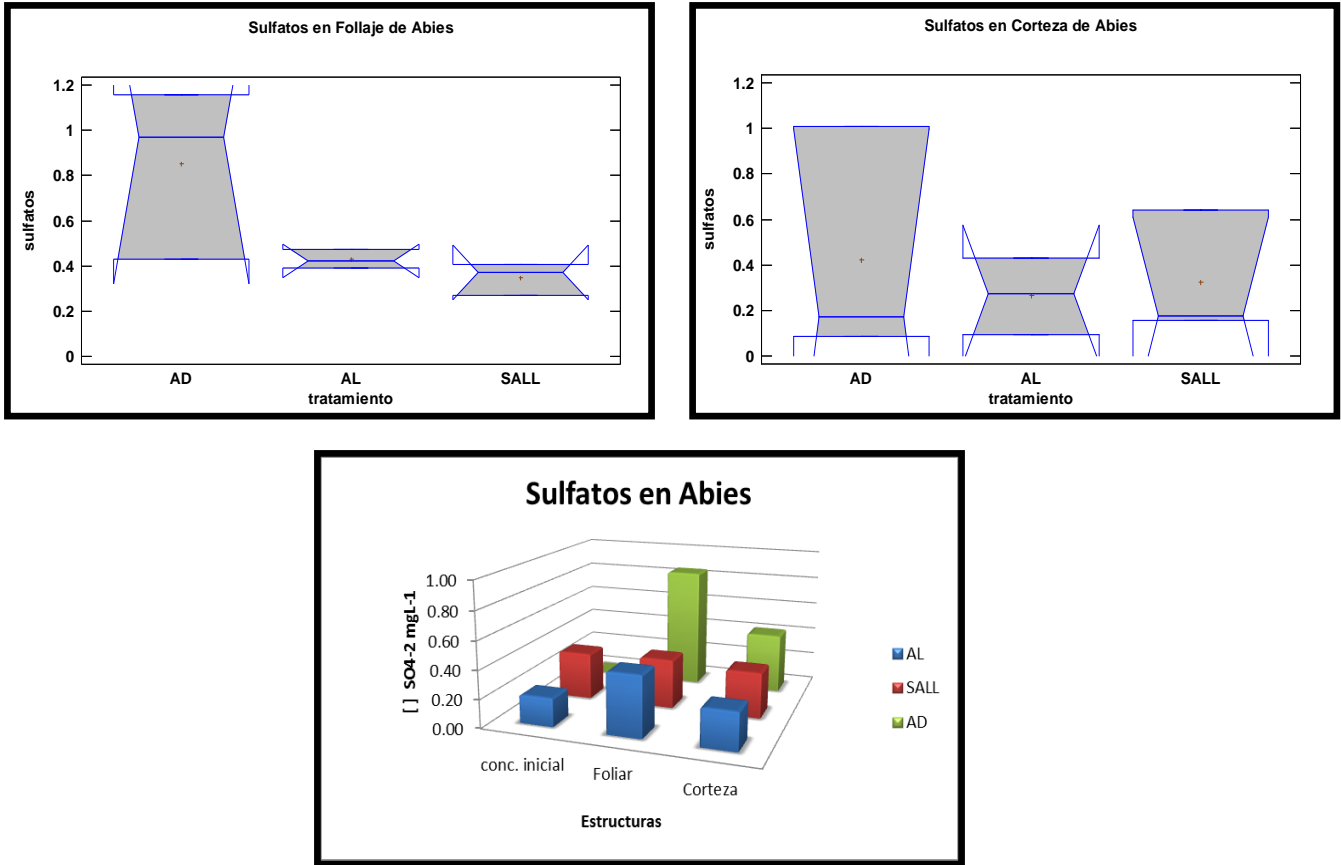 Sulfatos en Follaje de Abies
1.2
1
0.8
0.6
0.4
0.2
0
sulfatos
AD AL SALL
tratamiento
Sulfatos en Corteza de Abies
1.2
1
0.8
0.6
0.4
0.2
0
sulfatos
AD AL SALL
tratamiento
Sulfatos en Abies
1.00
0.80
0.60
0.40
0.20
0.00
[ ] SO4-2 mgL-1
conc. inicial
Foliar
Corteza
Estructuras
AL
SALL
AD